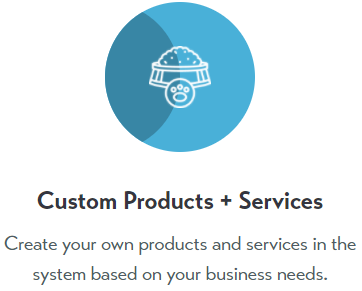 Custom Products + Services
Create your own products and services in the
system based on your business needs.